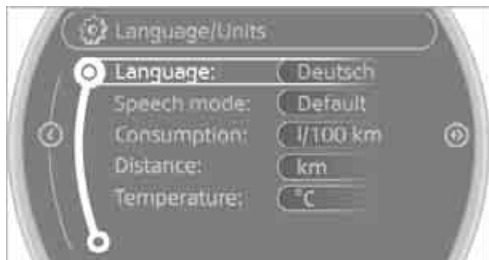 Language/Units
Language: Deutsch
Speech mode: Default
Consumption: l/100 km
Distance: km
Temperature: °C